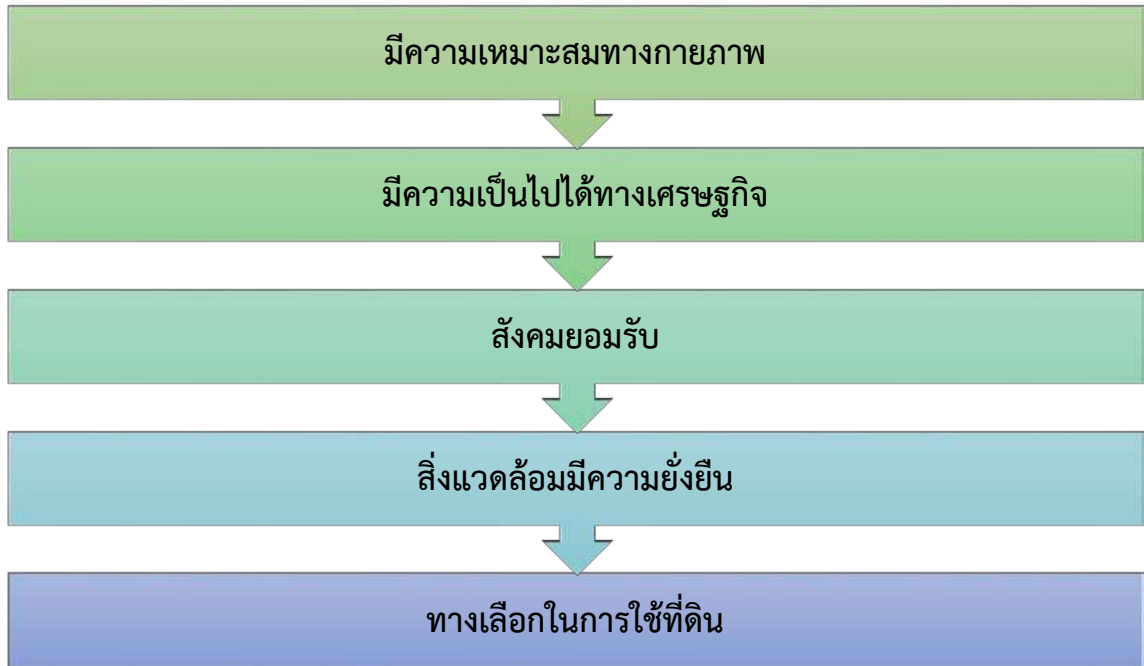 มีความเหมาะสมทางกายภาพ
มีความเป็นไปได้ทางเศรษฐกิจ
สังคมยอมรับ
สิ่งแวดล้อมมีความยั่งยืน
ทางเลือกในการใช้ที่ดิน